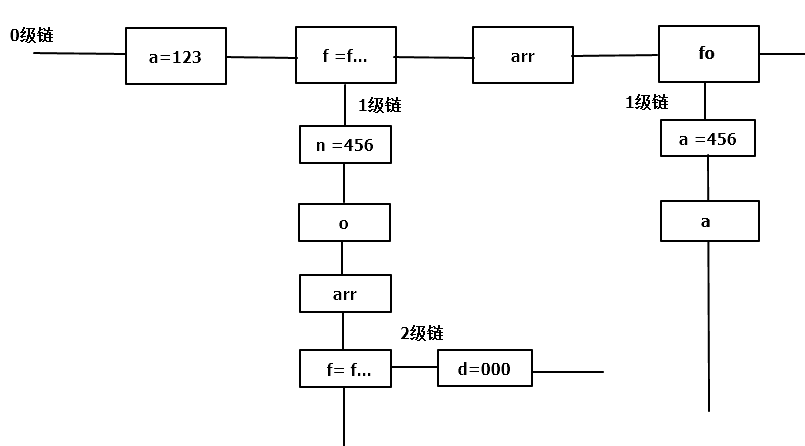 0级链
a=123
f =f...
arr
fo
1级链
1级链
n =456
a =456
o
a
arr
2级链
f= f...
d=000